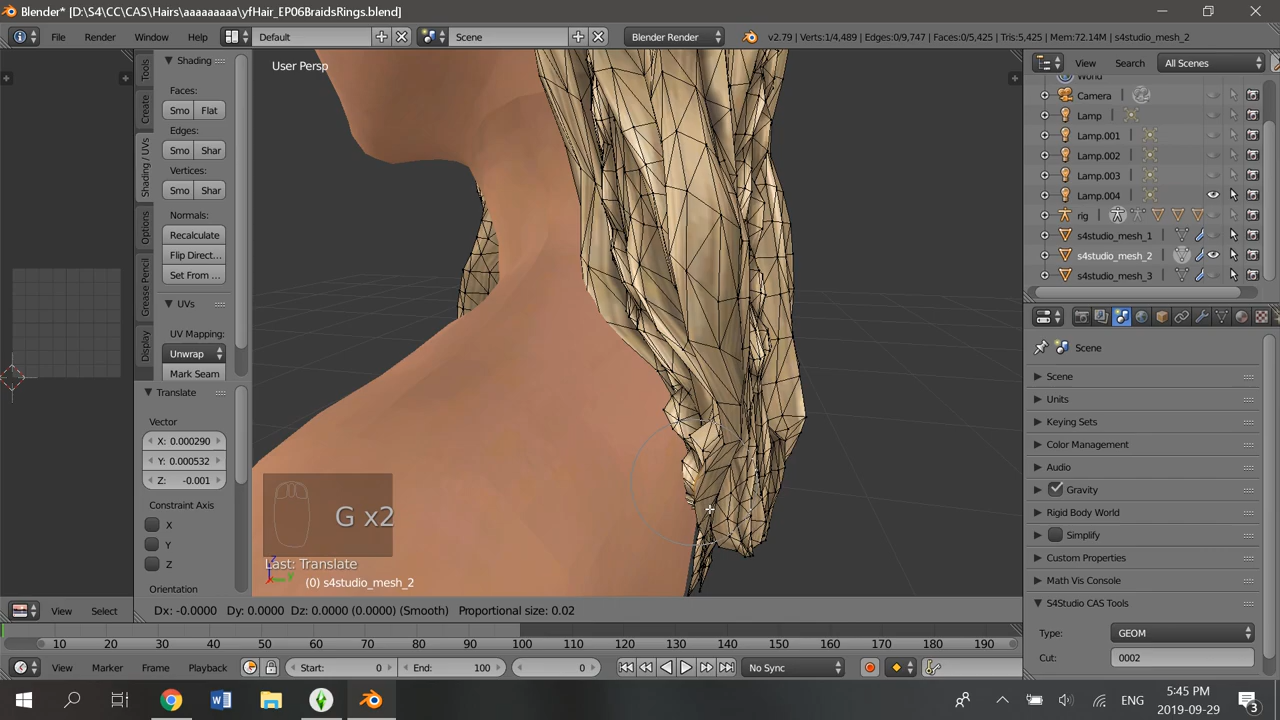 Blender* [D:\S4\CC\CAS\Hairs\aaaaaaaaa\yfHair_EP06BraidsRings.blend]
File Render Window Help Default Scene Blender Render v2.79 | Verts:1/4,489 | Edges:0/9,747 | Faces:0/5,425 | Tris:5,425 | Mem:72.14M | s4studio_mesh_2
Shading
Faces:
Smo Flat
Edges:
Smo Shar
Vertices:
Smo Shar
Normals:
Recalculate
Flip Direct...
Set From ...
UVs
UV Mapping:
Unwrap
Mark Seam
Tools
Create
Shading / UVs
Options
Grease Pencil
Display
Translate
Vector
X: 0.000290
Y: 0.000532
Z: -0.001
Constraint Axis
X
Y
Z
Orientation
User Persp
G x2
Last: Translate
(0) s4studio_mesh_2
View Search All Scenes
World
Camera
Lamp
Lamp.001
Lamp.002
Lamp.003
Lamp.004
rig
s4studio_mesh_1
s4studio_mesh_2
s4studio_mesh_3
Scene
Scene
Units
Keying Sets
Color Management
Audio
Gravity
Rigid Body World
Simplify
Custom Properties
Math Vis Console
S4Studio CAS Tools
Type: GEOM
Cut: 0002
View Select Dx: -0.0000 Dy: 0.0000 Dz: 0.0000 (0.0000) (Smooth) Proportional size: 0.02
10 20 30 40 50 60 70 80 90 100 110 120 130 140 150 160 170 180 190
View Marker Frame Playback Start: 0 End: 100 0 No Sync
ENG
5:45 PM
2019-09-29
3